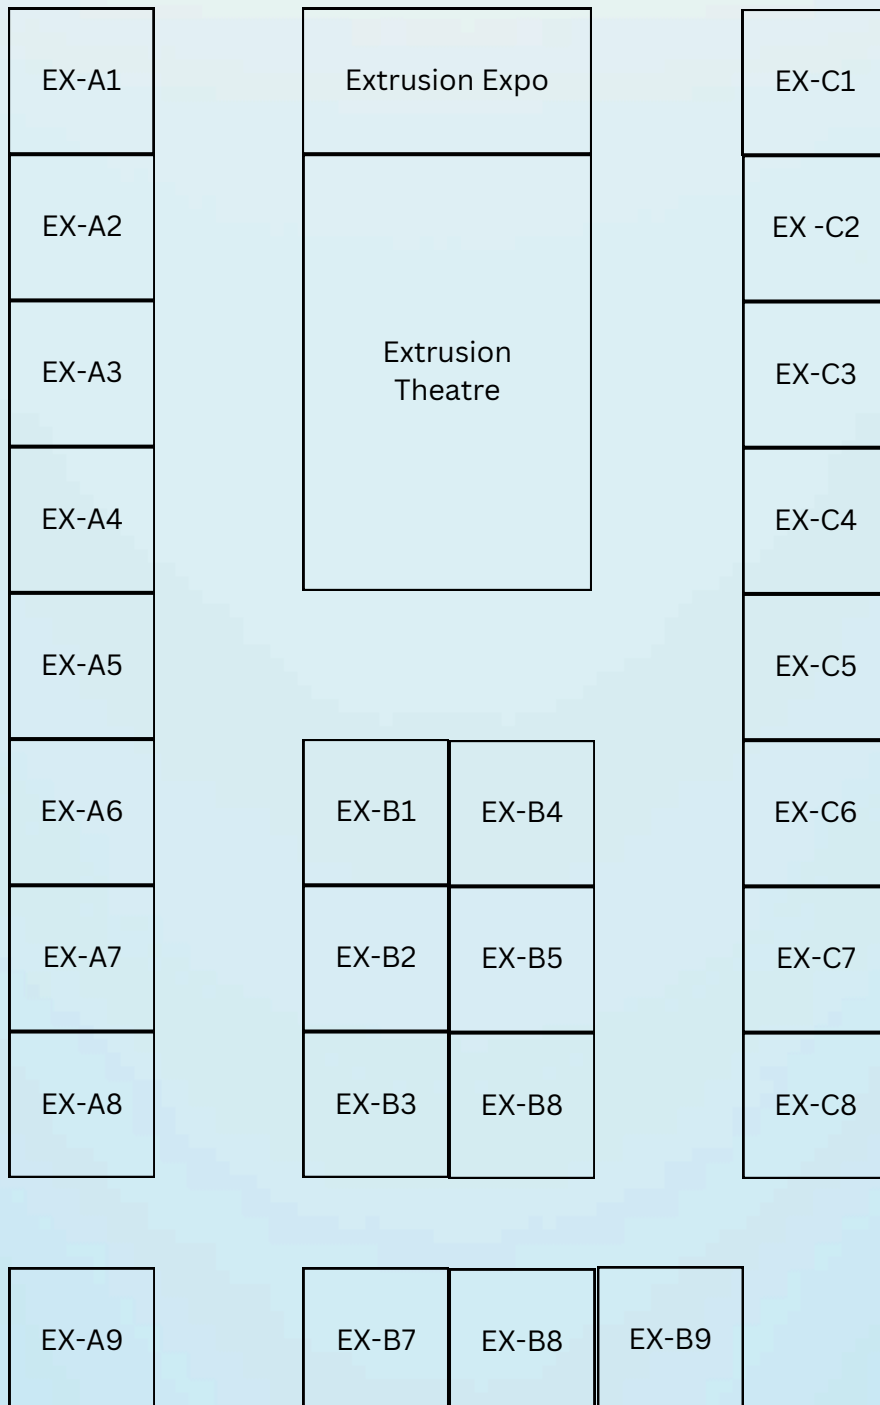 EX-A1
Extrusion Expo
EX-C1
EX-A2
EX -C2
EX-A3
Extrusion
Theatre
EX-C3
EX-A4
EX-C4
EX-A5
EX-C5
EX-A6
EX-B1
EX-B4
EX-C6
EX-A7
EX-B2
EX-B5
EX-C7
EX-A8
EX-B3
EX-B8
EX-C8
EX-A9
EX-B7
EX-B8
EX-B9